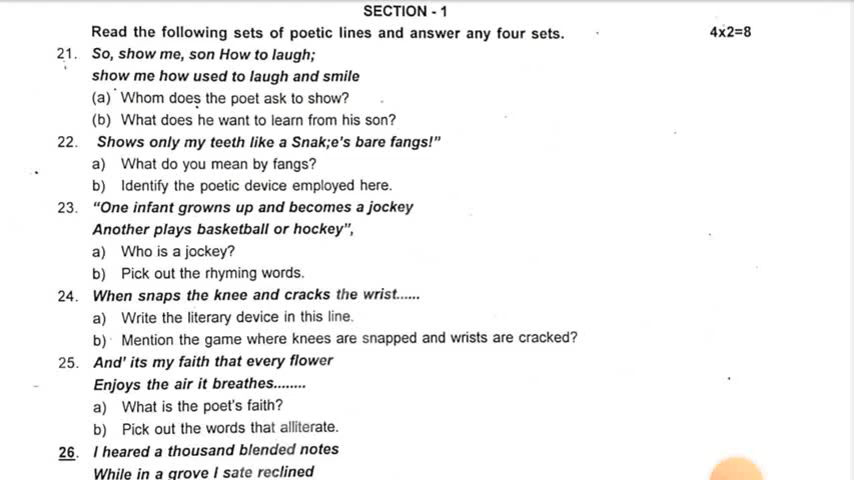 SECTION - 1
Read the following sets of poetic lines and answer any four sets. 4x2=8
21. So, show me, son How to laugh;
show me how used to laugh and smile
(a) Whom does the poet ask to show?
(b) What does he want to learn from his son?
22. Shows only my teeth like a Snak;e's bare fangs!”
a) What do you mean by fangs?
b) Identify the poetic device employed here.
23. “One infant growns up and becomes a jockey
Another plays basketball or hockey”,
a) Who is a jockey?
b) Pick out the rhyming words.
24. When snaps the knee and cracks the wrist......
a) Write the literary device in this line.
b) Mention the game where knees are snapped and wrists are cracked?
25. And' its my faith that every flower
Enjoys the air it breathes........
a) What is the poet's faith?
b) Pick out the words that alliterate.
26. I heared a thousand blended notes
While in a grove I sate reclined